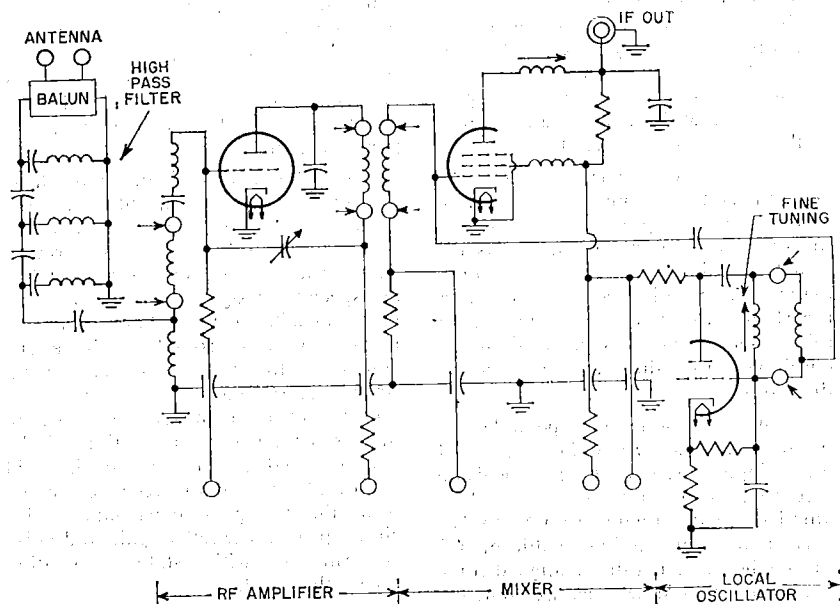 ANTENNA
BALUN
HIGH
PASS
FILTER
IF OUT
FINE
TUNING
RF AMPLIFIER
MIXER
LOCAL
OSCILLATOR